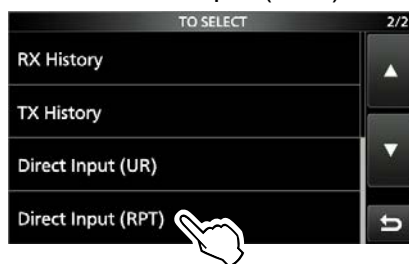 TO SELECT 2/2
RX History
TX History
Direct Input (UR)
Direct Input (RPT)